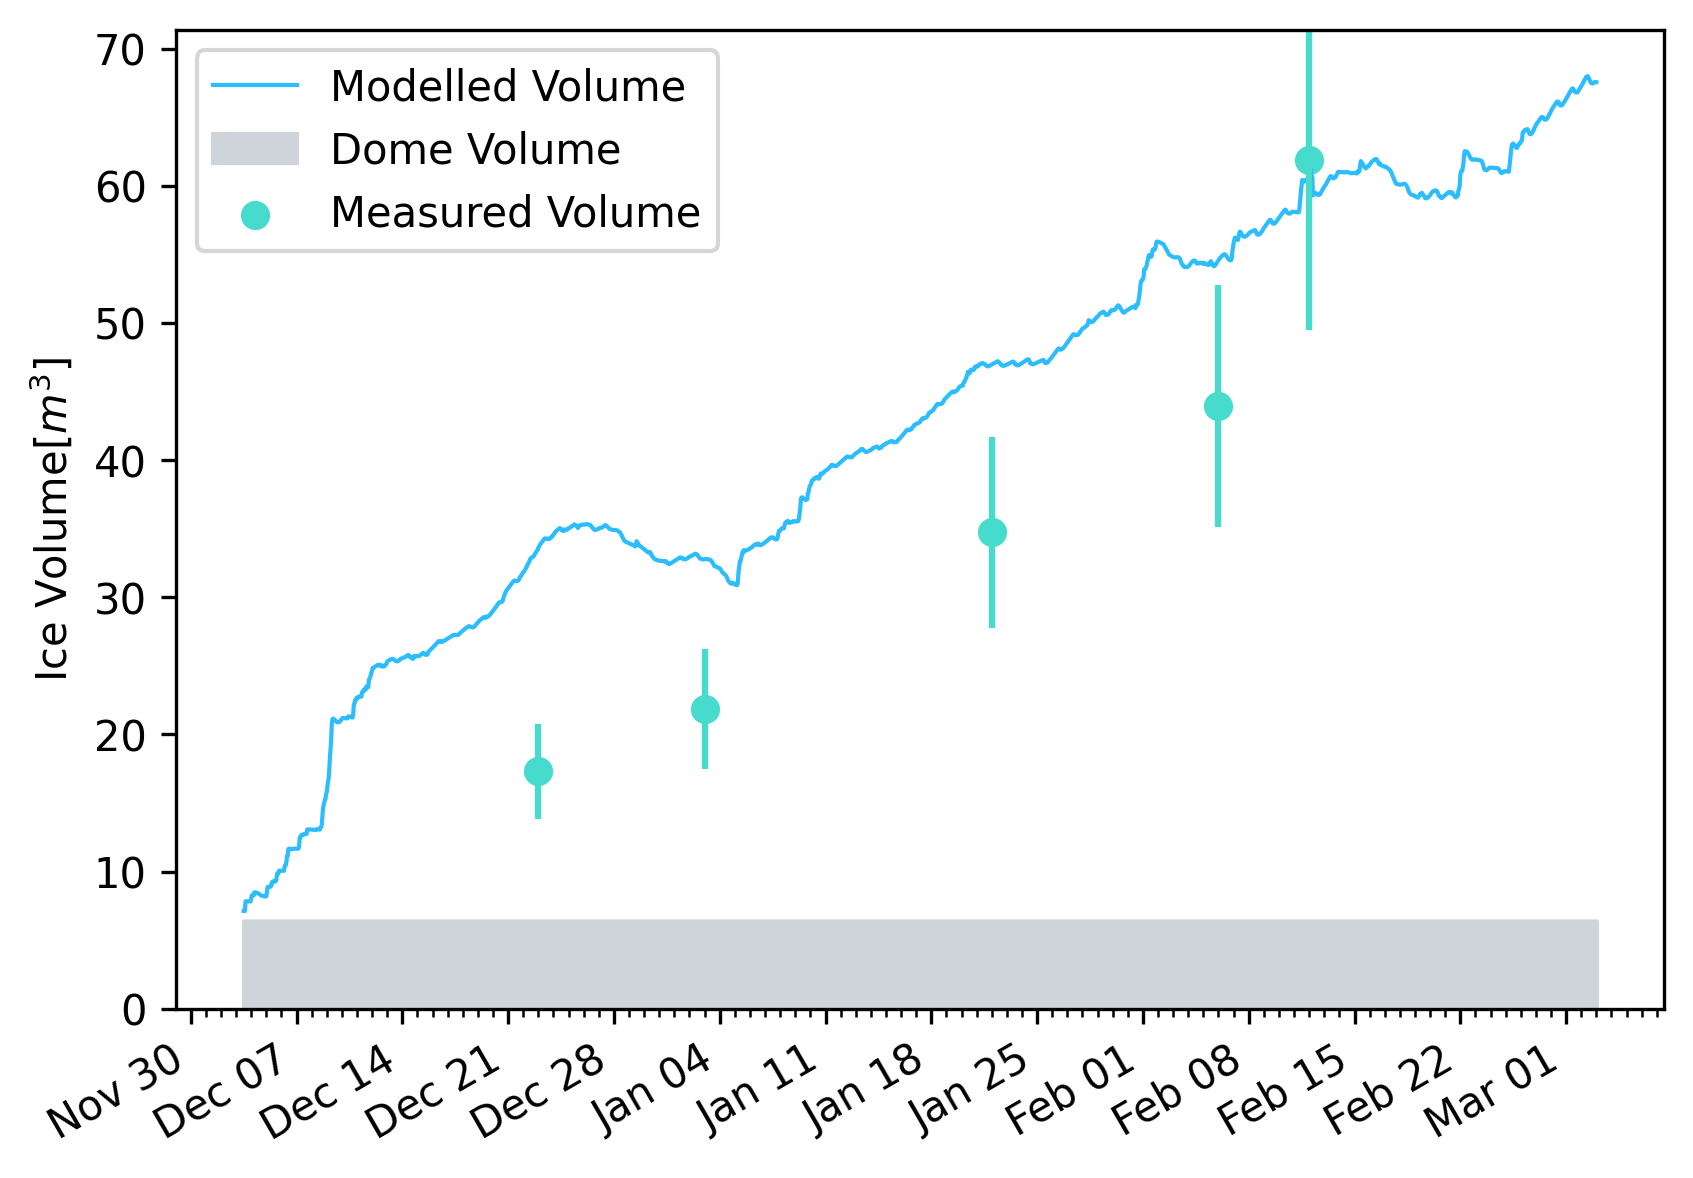 Modelled Volume
Dome Volume
Measured Volume
Ice Volume[m³]
70
60
50
40
30
20
10
0
Nov 30
Dec 07
Dec 14
Dec 21
Dec 28
Jan 04
Jan 11
Jan 18
Jan 25
Feb 01
Feb 08
Feb 15
Feb 22
Mar 01